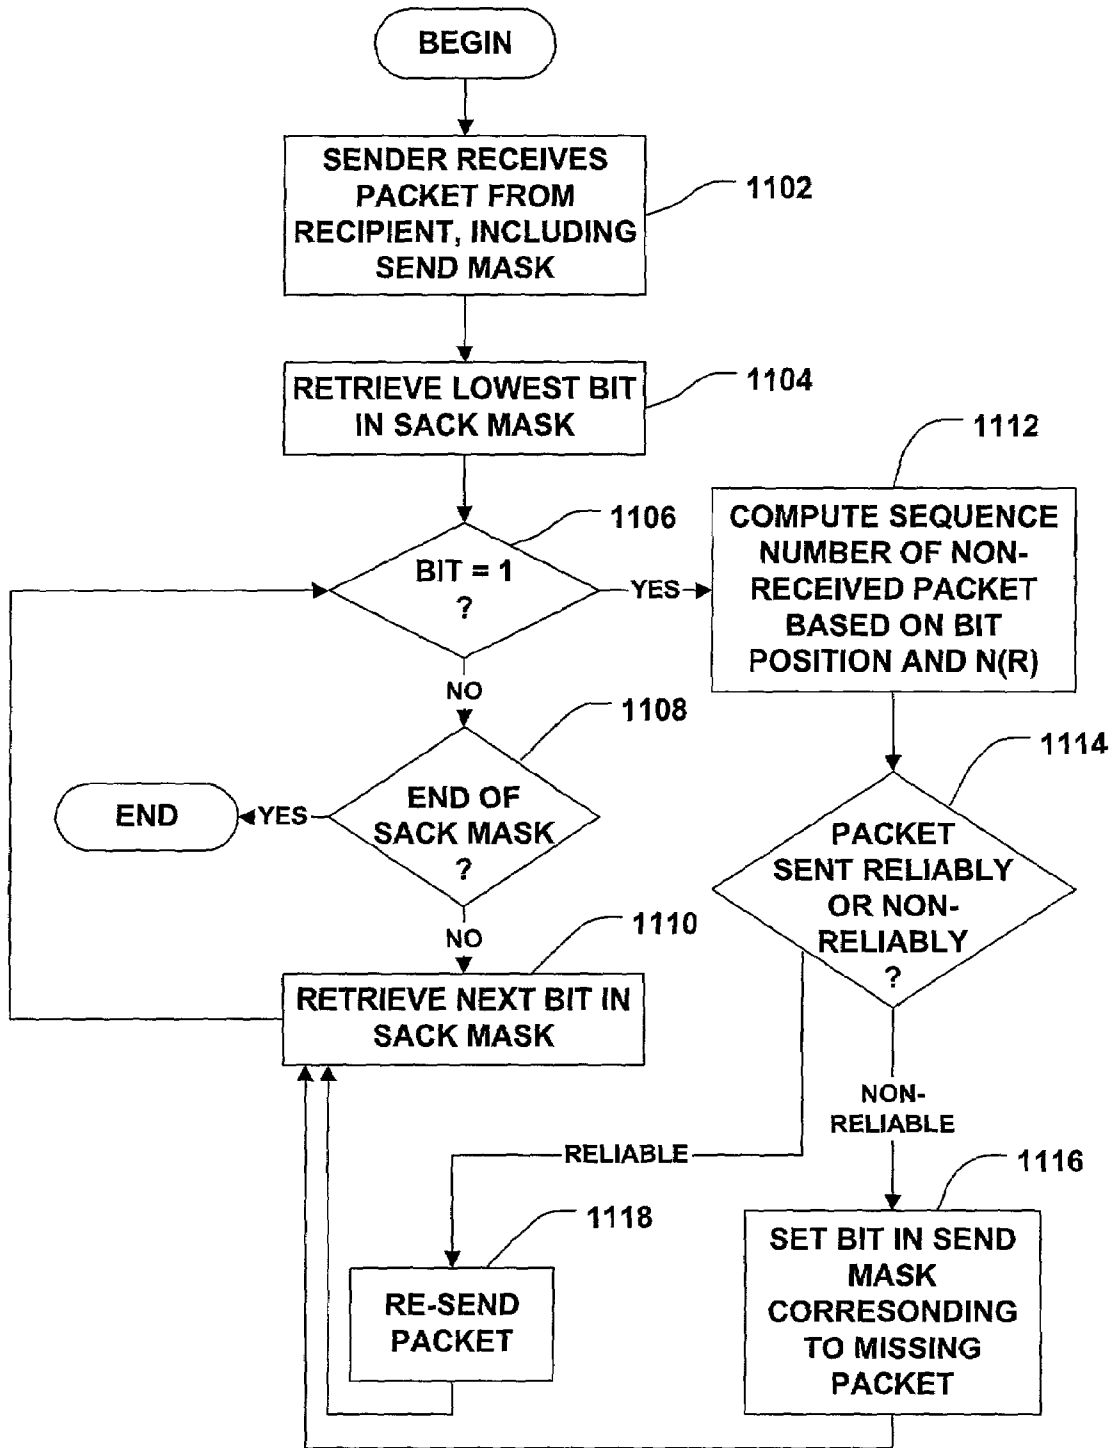 BEGIN
SENDER RECEIVES
PACKET FROM
RECIPIENT, INCLUDING
SEND MASK
1102
RETRIEVE LOWEST BIT
IN SACK MASK
1104
BIT = 1
?
1106
YES
COMPUTE SEQUENCE
NUMBER OF NON-
RECEIVED PACKET
BASED ON BIT
POSITION AND N(R)
1112
NO
END OF
SACK MASK
?
1108
YES
END
NO
RETRIEVE NEXT BIT IN
SACK MASK
1110
PACKET
SENT RELIABLY
OR NON-
RELIABLY
?
1114
RELIABLE
RE-SEND
PACKET
1118
NON-
RELIABLE
SET BIT IN SEND
MASK
CORRESONDING
TO MISSING
PACKET
1116